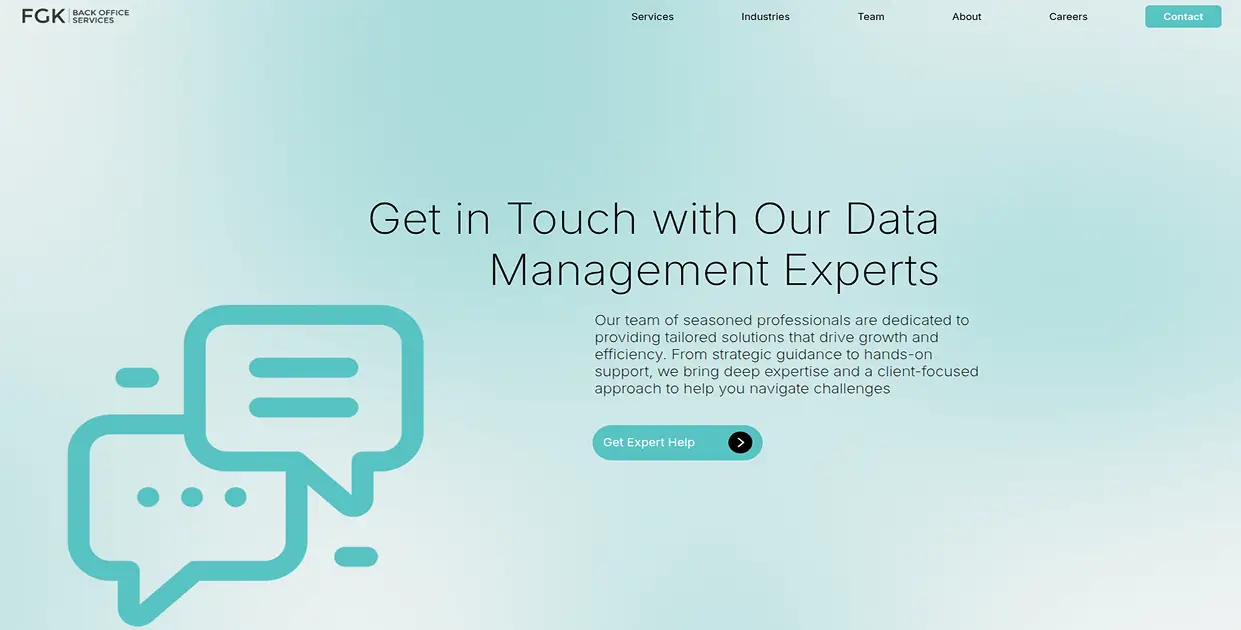 FGK BACK OFFICE
SERVICES
Services Industries Team About Careers Contact
Get in Touch with Our Data
Management Experts
Our team of seasoned professionals are dedicated to
providing tailored solutions that drive growth and
efficiency. From strategic guidance to hands-on
support, we bring deep expertise and a client-focused
approach to help you navigate challenges
Get Expert Help